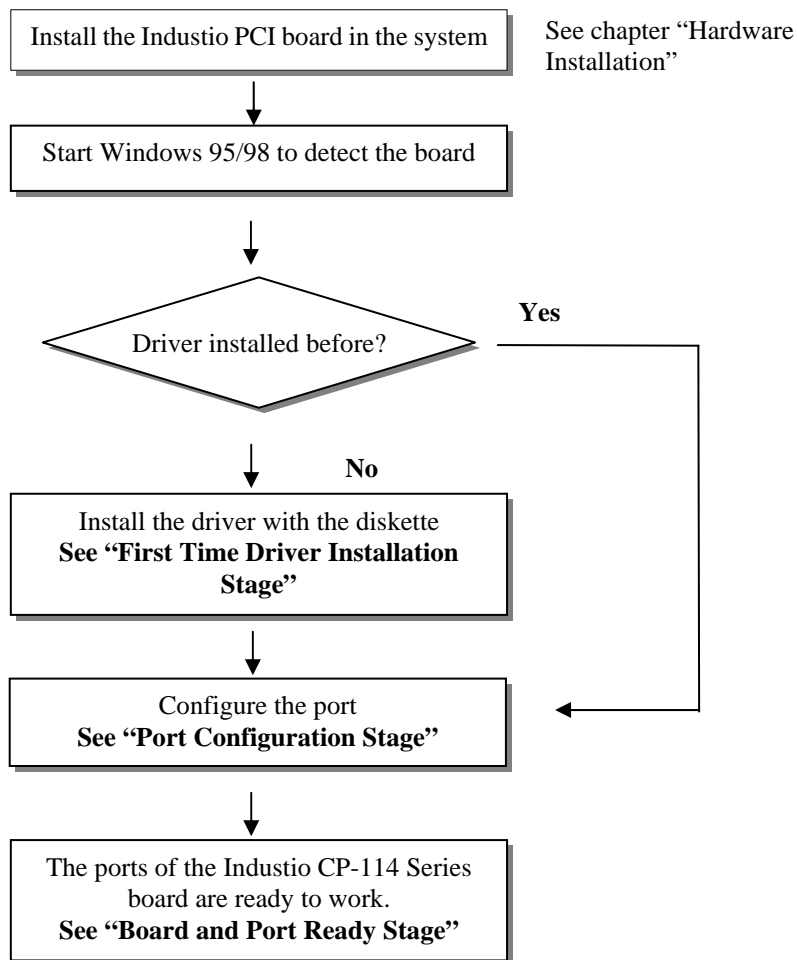 Install the Industio PCI board in the system
See chapter “Hardware
Installation”
Start Windows 95/98 to detect the board
Driver installed before?
Yes
No
Install the driver with the diskette
See “First Time Driver Installation
Stage”
Configure the port
See “Port Configuration Stage”
The ports of the Industio CP-114 Series
board are ready to work.
See “Board and Port Ready Stage”